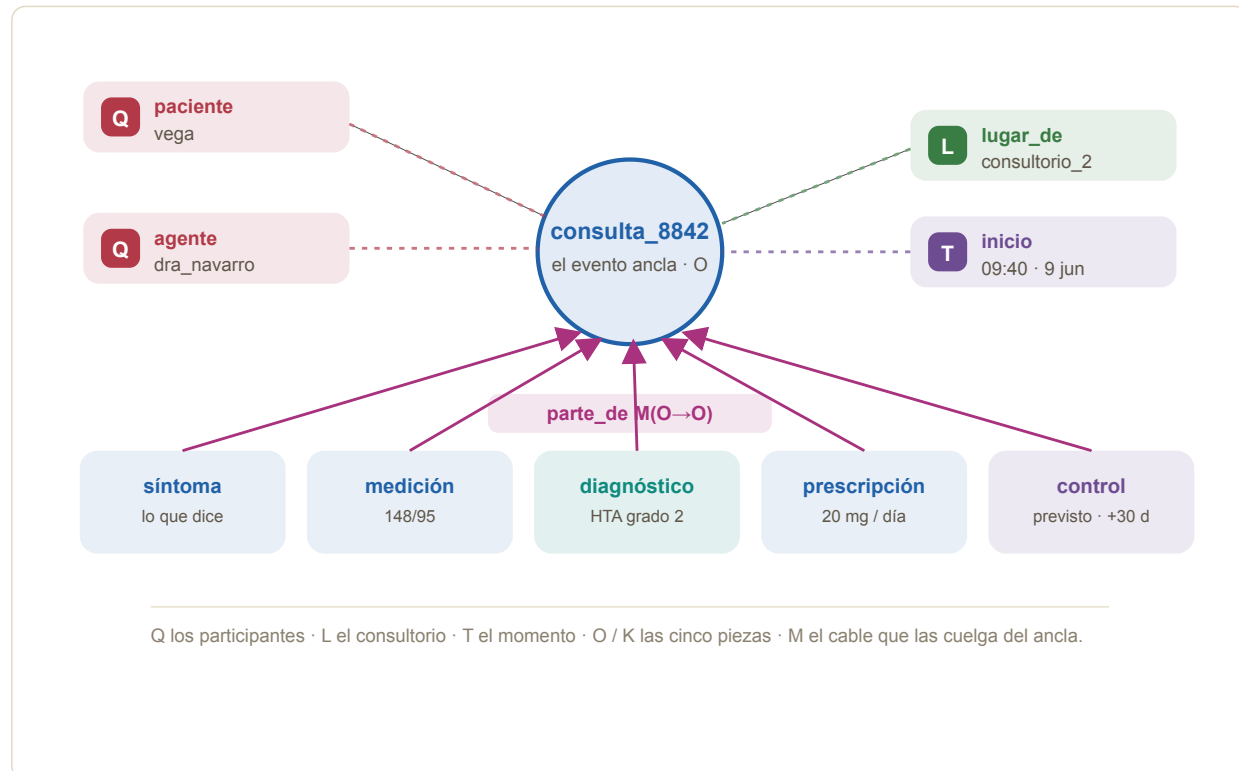 Q
paciente
vega
Q
agente
dra_navarro
consulta_8842
el evento ancla · O
L
lugar_de
consultorio_2
T
inicio
09:40 · 9 jun
parte_de M(O→O)
síntoma
lo que dice
medición
148/95
diagnóstico
HTA grado 2
prescripción
20 mg / día
control
previsto · +30 d
Q los participantes · L el consultorio · T el momento · O / K las cinco piezas · M el cable que las cuelga del ancla.